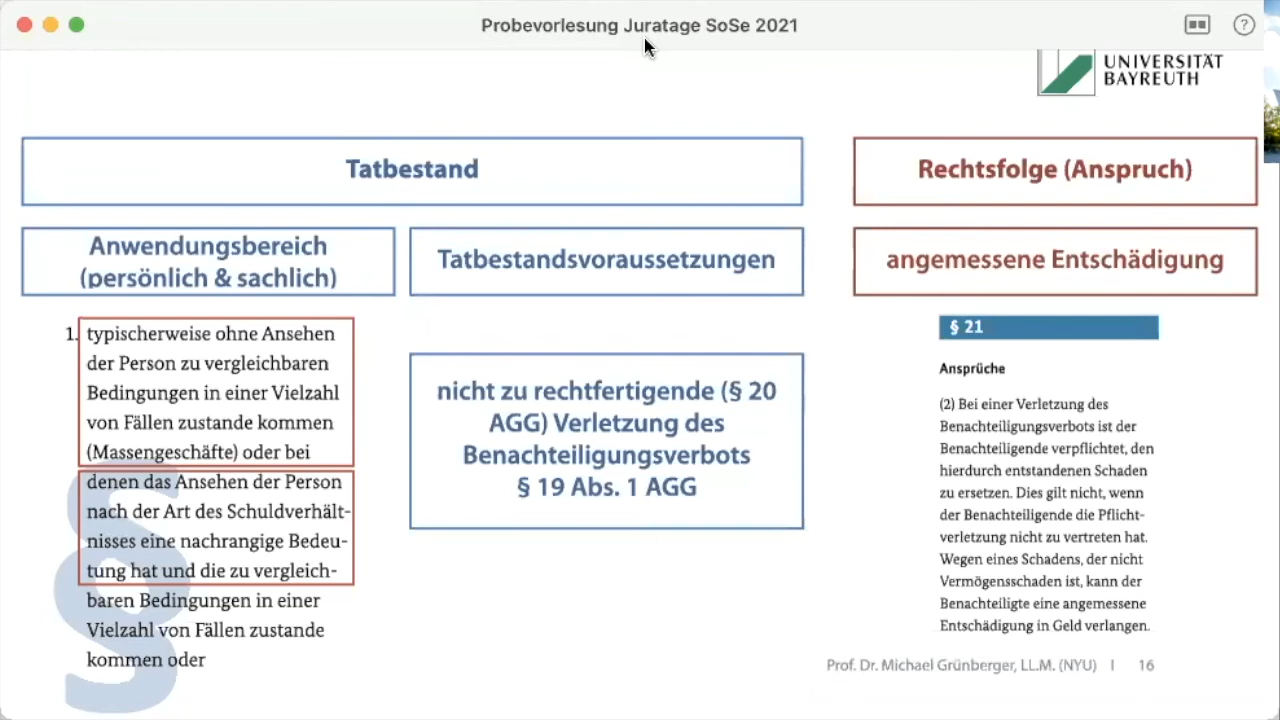 Probevorlesung Juratage SoSe 2021
UNIVERSITÄT
BAYREUTH
Tatbestand
Rechtsfolge (Anspruch)
Anwendungsbereich
(persönlich & sachlich)
Tatbestandsvoraussetzungen
angemessene Entschädigung
1. typischerweise ohne Ansehen
der Person zu vergleichbaren
Bedingungen in einer Vielzahl
von Fällen zustande kommen
(Massengeschäfte) oder bei
denen das Ansehen der Person
nach der Art des Schuldverhält-
nisses eine nachrangige Bedeu-
tung hat und die zu vergleich-
baren Bedingungen in einer
Vielzahl von Fällen zustande
kommen oder
nicht zu rechtfertigende (§ 20
AGG) Verletzung des
Benachteiligungsverbots
§ 19 Abs. 1 AGG
§ 21
Ansprüche
(2) Bei einer Verletzung des
Benachteiligungsverbots ist der
Benachteiligende verpflichtet, den
hierdurch entstandenen Schaden
zu ersetzen. Dies gilt nicht, wenn
der Benachteiligende die Pflicht-
verletzung nicht zu vertreten hat.
Wegen eines Schadens, der nicht
Vermögensschaden ist, kann der
Benachteiligte eine angemessene
Entschädigung in Geld verlangen.
§
Prof. Dr. Michael Grünberger, LL.M. (NYU) | 16